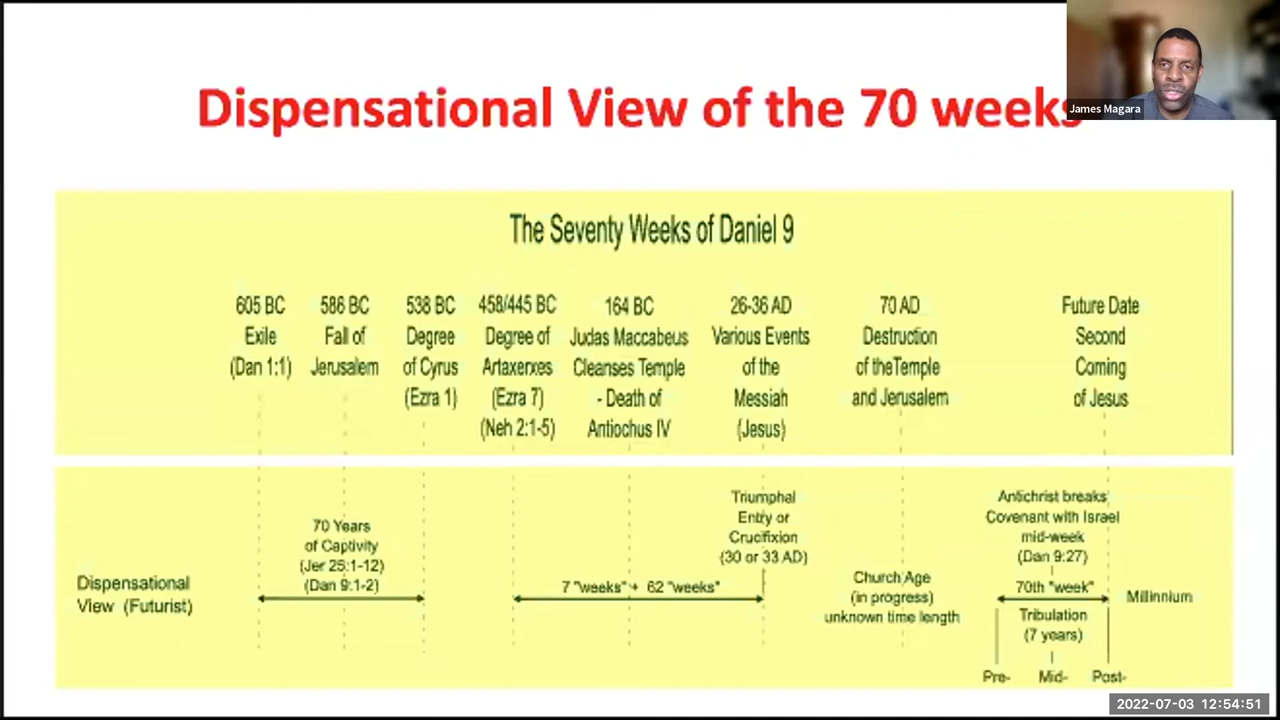 Dispensational View of the 70 weeks
James Magara
The Seventy Weeks of Daniel 9
605 BC
Exile
(Dan 1:1)
586 BC
Fall of
Jerusalem
538 BC
Degree
of Cyrus
(Ezra 1)
458/445 BC
Degree of
Artaxerxes
(Ezra 7)
(Neh 2:1-5)
164 BC
Judas Maccabeus
Cleanses Temple
- Death of
Antiochus IV
26-36 AD
Various Events
of the
Messiah
(Jesus)
70 AD
Destruction
of theTemple
and Jerusalem
Future Date
Second
Coming
of Jesus
Dispensational
View (Futurist)
70 Years
of Captivity
(Jer 25:1-12)
(Dan 9:1-2)
7 "weeks" + 62 "weeks"
Triumphal
Entry or
Crucifixion
(30 or 33 AD)
Church Age
(in progress)
unknown time length
Antichrist breaks
Covenant with Israel
mid-week
(Dan 9:27)
70th "week"
Tribulation
(7 years)
Pre- Mid- Post-
Millinnium
2022-07-03 12:54:51